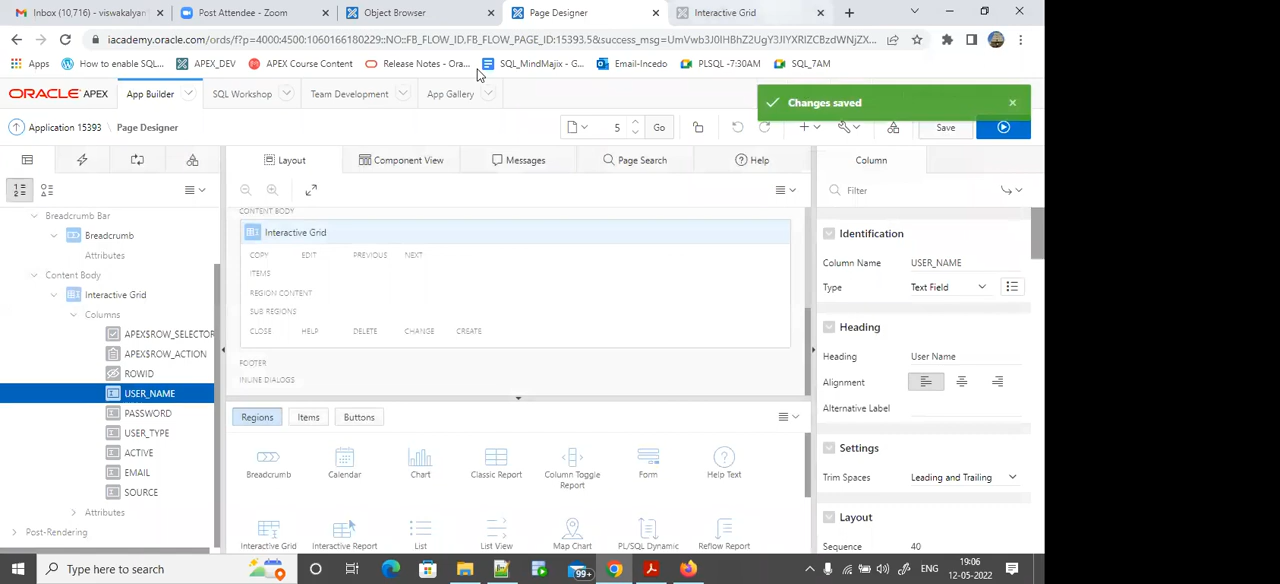 Inbox (10,716) - viswakalyan
Post Attendee - Zoom
Object Browser
Page Designer
Interactive Grid
iacademy.oracle.com/ords/f?p=4000:4500:1060166180229::NO::FB_FLOW_ID,FB_FLOW_PAGE_ID:15393,5&success_msg=UmVwb3J0IHBhZ2UgY3JlYXRlZCBzdWNjZX...
Apps
How to enable SQL...
APEX_DEV
APEX Course Content
Release Notes - Ora...
SQL_MindMajix - G...
Email-Incedo
PLSQL -7:30AM
SQL_7AM
ORACLE APEX
App Builder
SQL Workshop
Team Development
App Gallery
Changes saved
Application 15393
Page Designer
5
Go
Save
Layout
Component View
Messages
Page Search
Help
Column
Filter
Breadcrumb Bar
Breadcrumb
Attributes
Content Body
Interactive Grid
Columns
APEX$ROW_SELECTOR
APEX$ROW_ACTION
ROWID
USER_NAME
PASSWORD
USER_TYPE
ACTIVE
EMAIL
SOURCE
Attributes
Post-Rendering
CONTENT BODY
Interactive Grid
COPY EDIT PREVIOUS NEXT
ITEMS
REGION CONTENT
SUB REGIONS
CLOSE HELP DELETE CHANGE CREATE
FOOTER
INLINE DIALOGS
Regions
Items
Buttons
Breadcrumb
Calendar
Chart
Classic Report
Column Toggle
Report
Form
Help Text
Interactive Grid
Interactive Report
List
List View
Map Chart
PL/SQL Dynamic
Reflow Report
Identification
Column Name USER_NAME
Type Text Field
Heading
Heading User Name
Alignment
Alternative Label
Settings
Trim Spaces Leading and Trailing
Layout
Sequence 40
Type here to search
99+
ENG
19:06
12-05-2022